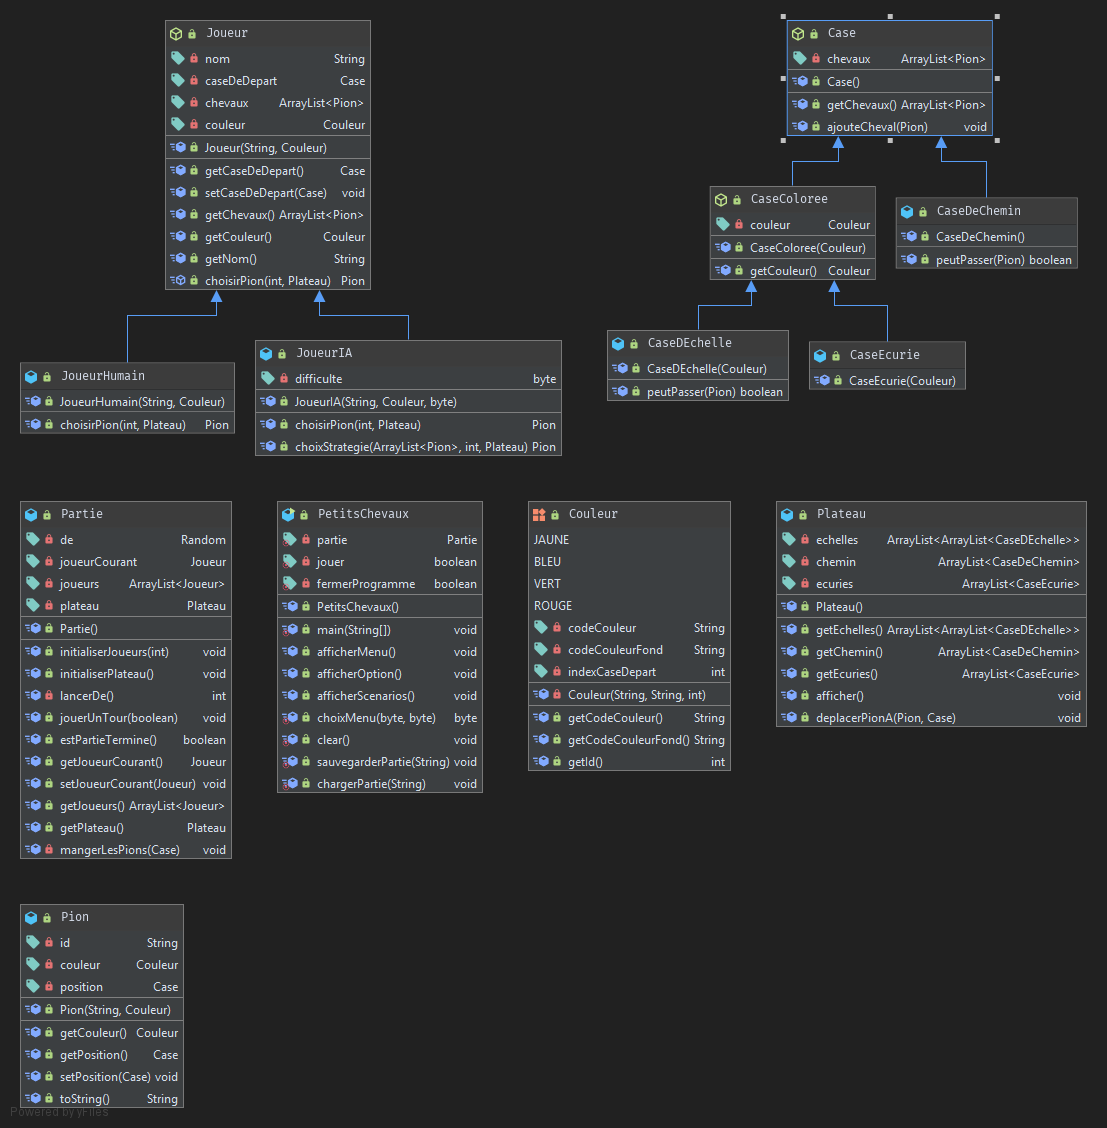 Joueur
nom String
caseDeDepart Case
chevaux ArrayList<Pion>
couleur Couleur
Joueur(String, Couleur)
getCaseDeDepart() Case
setCaseDeDepart(Case) void
getChevaux() ArrayList<Pion>
getCouleur() Couleur
getNom() String
choisirPion(int, Plateau) Pion
Case
chevaux ArrayList<Pion>
Case()
getChevaux() ArrayList<Pion>
ajouteCheval(Pion) void
CaseColoree
couleur Couleur
CaseColoree(Couleur)
getCouleur() Couleur
CaseDeChemin
CaseDeChemin()
peutPasser(Pion) boolean
JoueurHumain
JoueurHumain(String, Couleur)
choisirPion(int, Plateau) Pion
JoueurIA
difficulte byte
JoueurIA(String, Couleur, byte)
choisirPion(int, Plateau) Pion
choixStrategie(ArrayList<Pion>, int, Plateau) Pion
CaseDEchelle
CaseDEchelle(Couleur)
peutPasser(Pion) boolean
CaseEcurie
CaseEcurie(Couleur)
Partie
de Random
joueurCourant Joueur
joueurs ArrayList<Joueur>
plateau Plateau
Partie()
initialiserJoueurs(int) void
initialiserPlateau() void
lancerDe() int
jouerUnTour(boolean) void
estPartieTermine() boolean
getJoueurCourant() Joueur
setJoueurCourant(Joueur) void
getJoueurs() ArrayList<Joueur>
getPlateau() Plateau
mangerLesPions(Case) void
PetitsChevaux
partie Partie
jouer boolean
fermerProgramme boolean
PetitsChevaux()
main(String[]) void
afficherMenu() void
afficherOption() void
afficherScenarios() void
choixMenu(byte, byte) byte
clear() void
sauvegarderPartie(String) void
chargerPartie(String) void
Couleur
JAUNE
BLEU
VERT
ROUGE
codeCouleur String
codeCouleurFond String
indexCaseDepart int
Couleur(String, String, int)
getCodeCouleur() String
getCodeCouleurFond() String
getId() int
Plateau
echelles ArrayList<ArrayList<CaseDEchelle>>
chemin ArrayList<CaseDeChemin>
ecuries ArrayList<CaseEcurie>
Plateau()
getEchelles() ArrayList<ArrayList<CaseDEchelle>>
getChemin() ArrayList<CaseDeChemin>
getEcuries() ArrayList<CaseEcurie>
afficher() void
deplacerPionA(Pion, Case) void
Pion
id String
couleur Couleur
position Case
Pion(String, Couleur)
getCouleur() Couleur
getPosition() Case
setPosition(Case) void
toString() String
Powered by yFiles